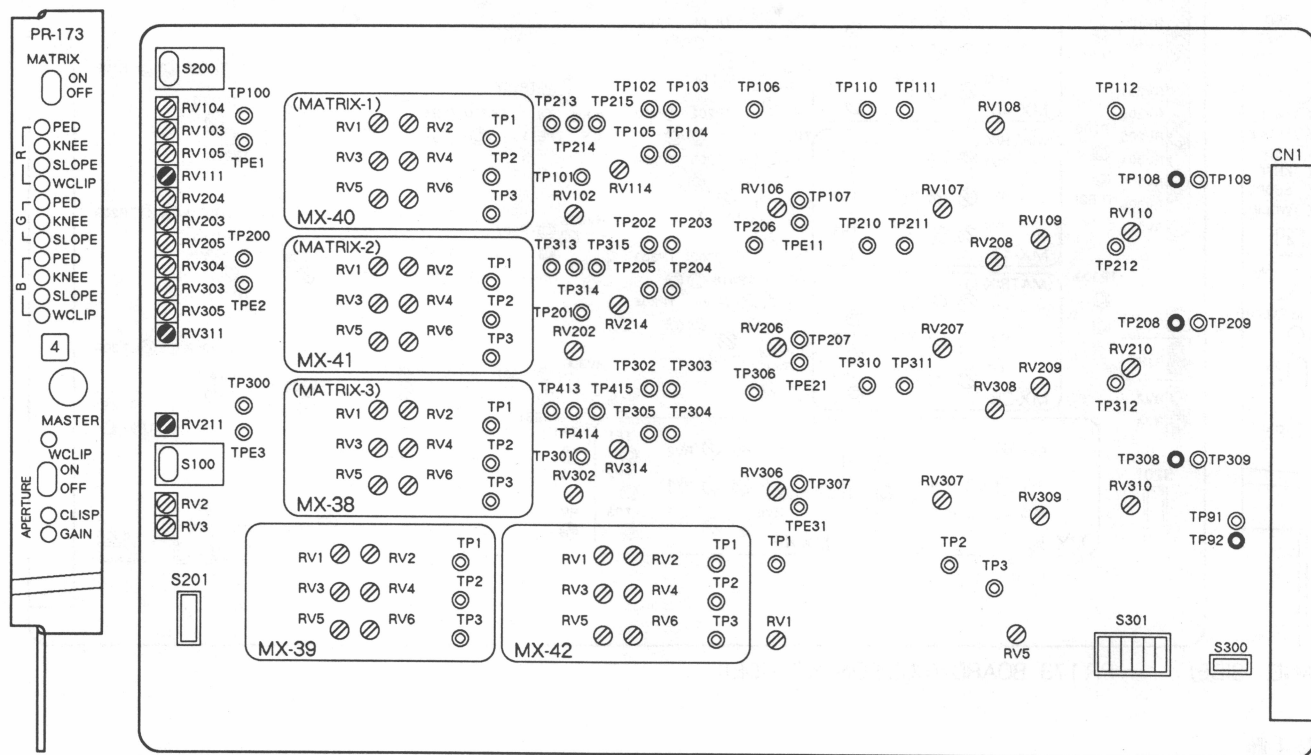 PR-173
MATRIX
ON
OFF
R
PED
KNEE
SLOPE
WCLIP
G
PED
KNEE
SLOPE
B
PED
KNEE
SLOPE
WCLIP
4
MASTER
WCLIP
APERTURE
ON
OFF
CLISP
GAIN
S200
RV104
RV103
RV105
RV111
RV204
RV203
RV205
RV304
RV303
RV305
RV311
RV211
S100
RV2
RV3
S201
TP100
TPE1
TP200
TPE2
TP300
TPE3
(MATRIX-1)
RV1 RV2 TP1
RV3 RV4 TP2
RV5 RV6 TP3
MX-40
(MATRIX-2)
RV1 RV2 TP1
RV3 RV4 TP2
RV5 RV6 TP3
MX-41
(MATRIX-3)
RV1 RV2 TP1
RV3 RV4 TP2
RV5 RV6 TP3
MX-38
RV1 RV2 TP1
RV3 RV4 TP2
RV5 RV6 TP3
MX-39
RV1 RV2 TP1
RV3 RV4 TP2
RV5 RV6 TP3
MX-42
TP102 TP103 TP106 TP110 TP111 TP112
TP213 TP215 RV108
TP214 TP105 TP104
TP101 RV114 CN1
TP108 TP109
RV102 RV106 TP107 RV107
TP202 TP203 TP206 TPE11 TP210 TP211 RV109 RV110
TP313 TP315 RV208
TP314 TP205 TP204 TP212
TP201 RV214
RV202 RV206 TP207 RV207 TP208 TP209
TP302 TP303 TP306 TPE21 TP310 TP311 RV209 RV210
TP413 TP415 RV308
TP414 TP305 TP304 TP312
TP301 RV314
RV302 RV306 TP307 RV307 TP308 TP309
TPE31 RV309 RV310
TP91
TP92
TP1 TP2
TP3
RV1 RV5
S301
S300